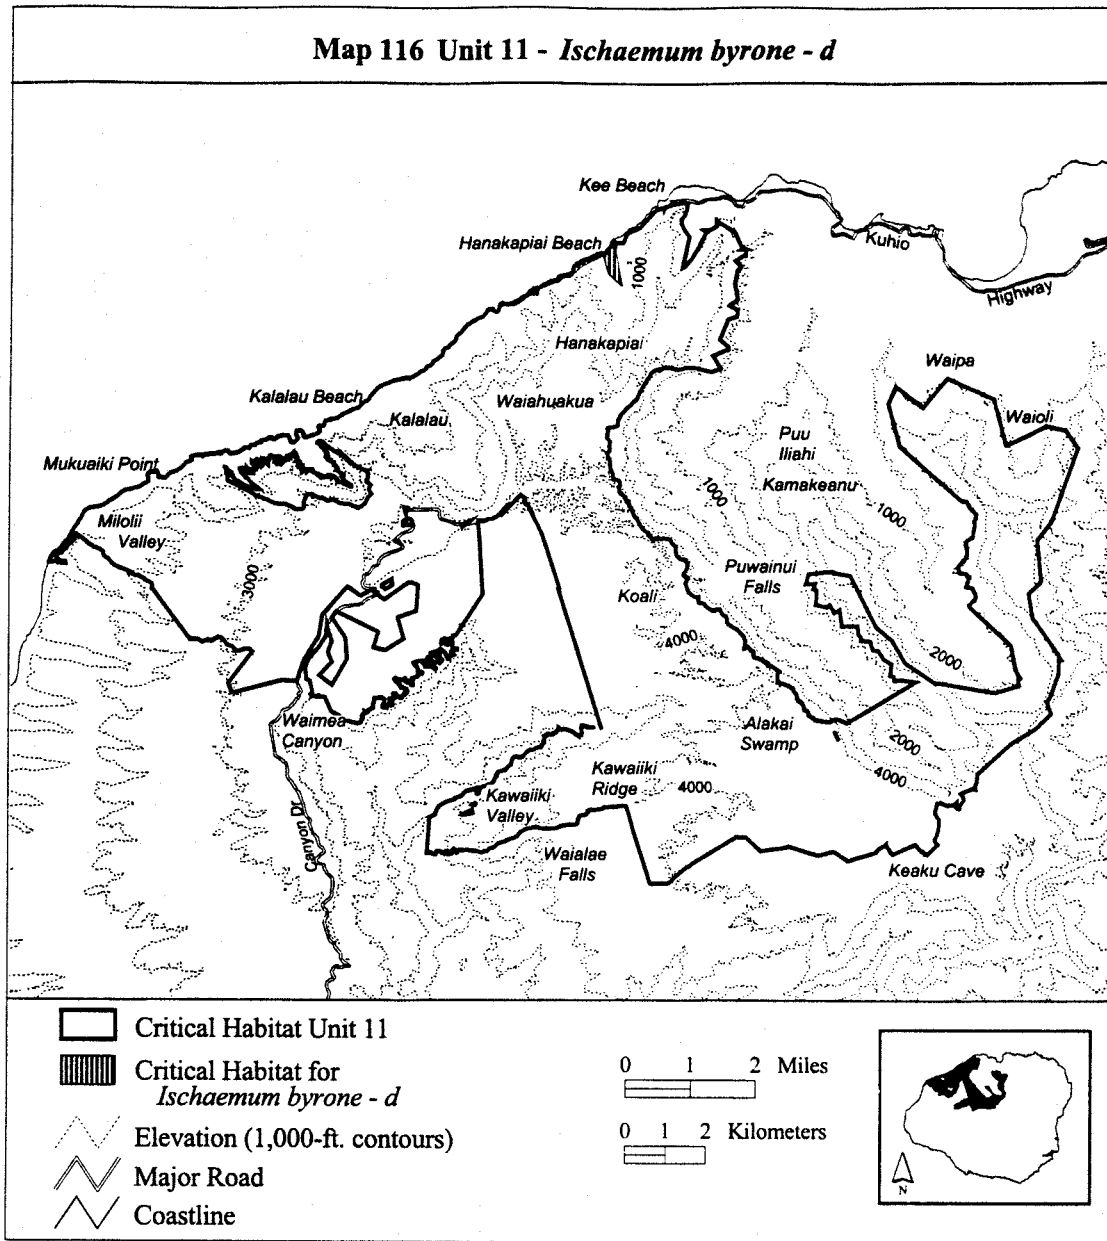 Map 116 Unit 11 - Ischaemum byrone - d
Kee Beach
Hanakapiai Beach
Kuhio
1000
Highway
Hanakapiai
Waipa
Kalalau Beach
Waiahuakua
Kalalau
Waioli
Puu
Iliahi
Mukuaiki Point
Kamakeanu
1000
1000
Milolii
Valley
Puwainui
Falls
3000
Koali
4000
2000
Waimea
Canyon
Alakai
Swamp
2000
Kawaiiki
Ridge
4000
4000
Kawaiiki
Valley
Canyon Dr
Waialae
Falls
Keaku Cave
Critical Habitat Unit 11
Critical Habitat for
Ischaemum byrone - d
Elevation (1,000-ft. contours)
Major Road
Coastline
0 1 2 Miles
0 1 2 Kilometers
N